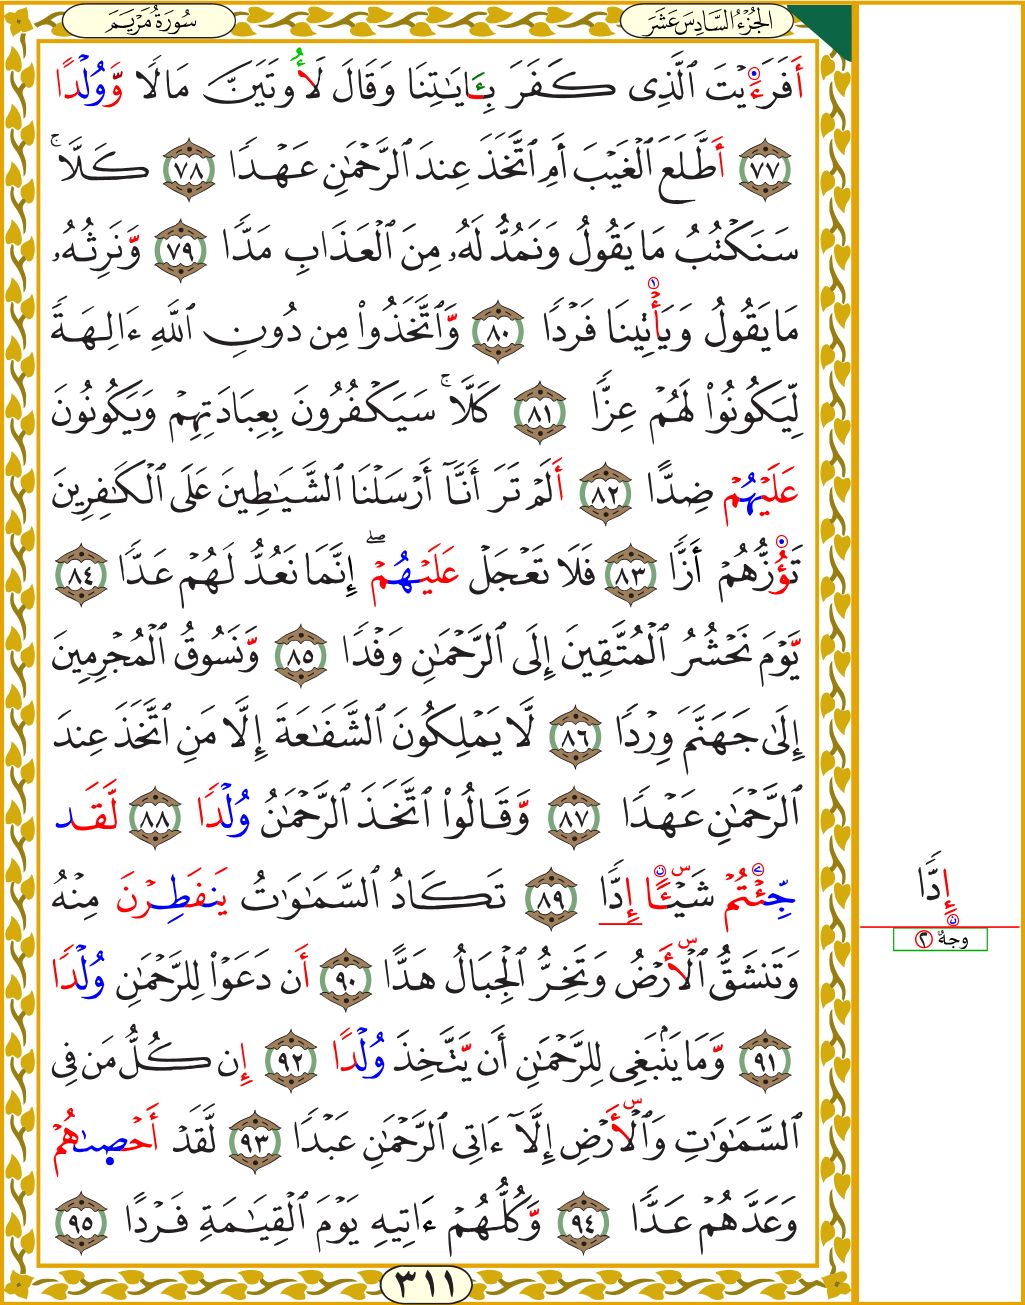 الجُزْءُ السَّادِسَ عَشَرَ
سُورَةُ مَرْيَمَ
أَفَرَءَيْتَ ٱلَّذِى كَفَرَ بِـَٔايَٰتِنَا وَقَالَ لَأُوتَيَنَّ مَالًا وَّوُلْدًا
٧٧ أَطَّلَعَ ٱلْغَيْبَ أَمِ ٱتَّخَذَ عِندَ ٱلرَّحْمَٰنِ عَهْدًا ٧٨ كَلَّا ۚ
سَنَكْتُبُ مَا يَقُولُ وَنَمُدُّ لَهُۥ مِنَ ٱلْعَذَابِ مَدًّا ٧٩ وَّنَرِثُهُۥ
مَا يَقُولُ وَيَأْتِينَا فَرْدًا ٨٠ وَّٱتَّخَذُوا۟ مِن دُونِ ٱللَّهِ ءَالِهَةً
لِّيَكُونُوا۟ لَهُمْ عِزًّا ٨١ كَلَّا ۚ سَيَكْفُرُونَ بِعِبَادَتِهِمْ وَيَكُونُونَ
عَلَيْهُمْ ضِدًّا ٨٢ أَلَمْ تَرَ أَنَّآ أَرْسَلْنَا ٱلشَّيَٰطِينَ عَلَى ٱلْكَٰفِرِينَ
تَؤُزُّهُمْ أَزًّا ٨٣ فَلَا تَعْجَلْ عَلَيْهُمْ ۖ إِنَّمَا نَعُدُّ لَهُمْ عَدًّا ٨٤
يَّوْمَ نَحْشُرُ ٱلْمُتَّقِينَ إِلَى ٱلرَّحْمَٰنِ وَفْدًا ٨٥ وَّنَسُوقُ ٱلْمُجْرِمِينَ
إِلَىٰ جَهَنَّمَ وِرْدًا ٨٦ لَّا يَمْلِكُونَ ٱلشَّفَٰعَةَ إِلَّا مَنِ ٱتَّخَذَ عِندَ
ٱلرَّحْمَٰنِ عَهْدًا ٨٧ وَّقَالُوا۟ ٱتَّخَذَ ٱلرَّحْمَٰنُ وُلْدًا ٨٨ لَّقَد
جِّئْتُمْ شَيْـًٔا إِدًّا ٨٩ تَكَادُ ٱلسَّمَٰوَٰتُ يَنفَطِرْنَ مِنْهُ
وَتَنشَقُّ ٱلْأَرْضُ وَتَخِرُّ ٱلْجِبَالُ هَدًّا ٩٠ أَن دَعَوْا۟ لِلرَّحْمَٰنِ وُلْدًا
٩١ وَّمَا يَنۢبَغِى لِلرَّحْمَٰنِ أَن يَّتَّخِذَ وُلْدًا ٩٢ إِن كُلُّ مَن فِى
ٱلسَّمَٰوَٰتِ وَٱلْأَرْضِ إِلَّآ ءَاتِى ٱلرَّحْمَٰنِ عَبْدًا ٩٣ لَّقَدْ أَحْصَىٰهُمْ
وَعَدَّهُمْ عَدًّا ٩٤ وَّكُلُّهُمْ ءَاتِيهِ يَوْمَ ٱلْقِيَٰمَةِ فَرْدًا ٩٥
٣١١
إِدًّا
وجهٌ ٢